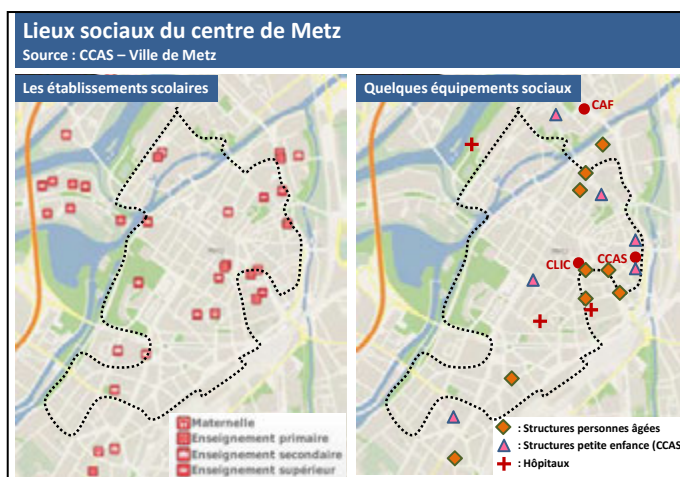 Lieux sociaux du centre de Metz
Source : CCAS – Ville de Metz
Les établissements scolaires
Maternelle
Enseignement primaire
Enseignement secondaire
Enseignement supérieur
Quelques équipements sociaux
CAF
CCAS
CLIC
: Structures personnes âgées
: Structures petite enfance (CCAS
: Hôpitaux